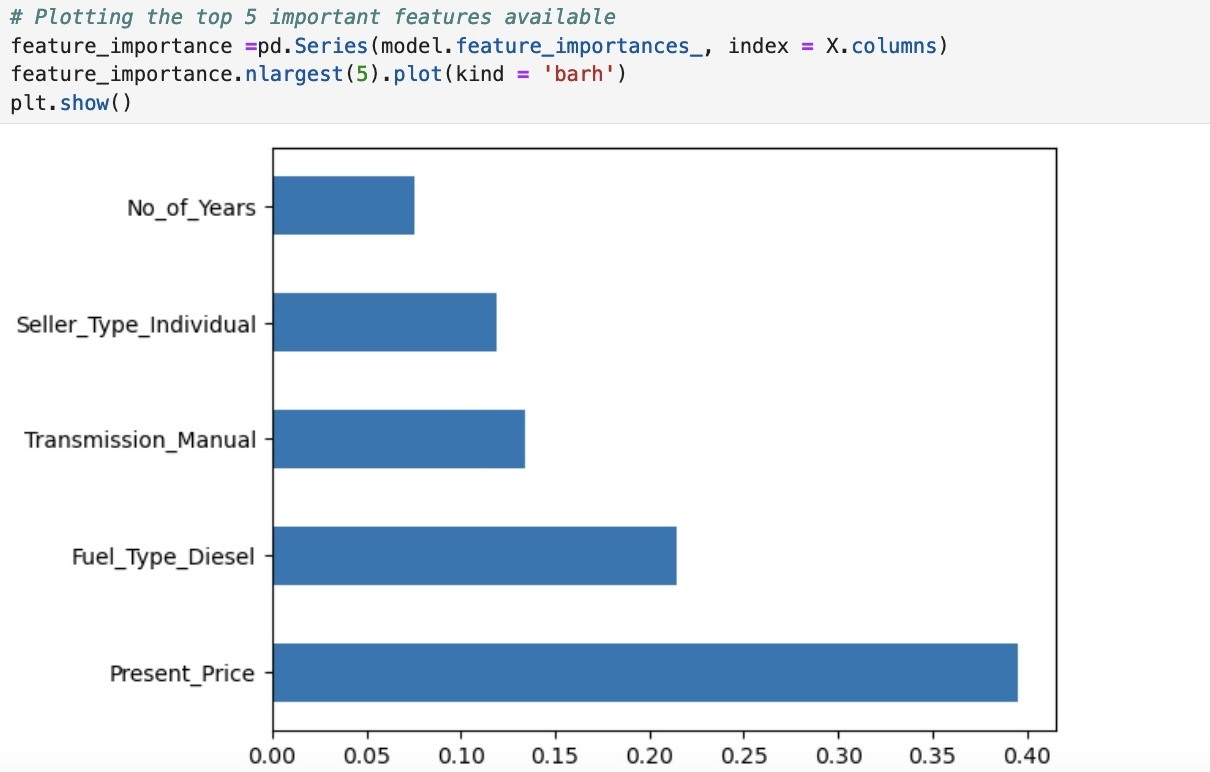 # Plotting the top 5 important features available
feature_importance =pd.Series(model.feature_importances_, index = X.columns)
feature_importance.nlargest(5).plot(kind = 'barh')
plt.show()
No_of_Years
Seller_Type_Individual
Transmission_Manual
Fuel_Type_Diesel
Present_Price
0.00 0.05 0.10 0.15 0.20 0.25 0.30 0.35 0.40